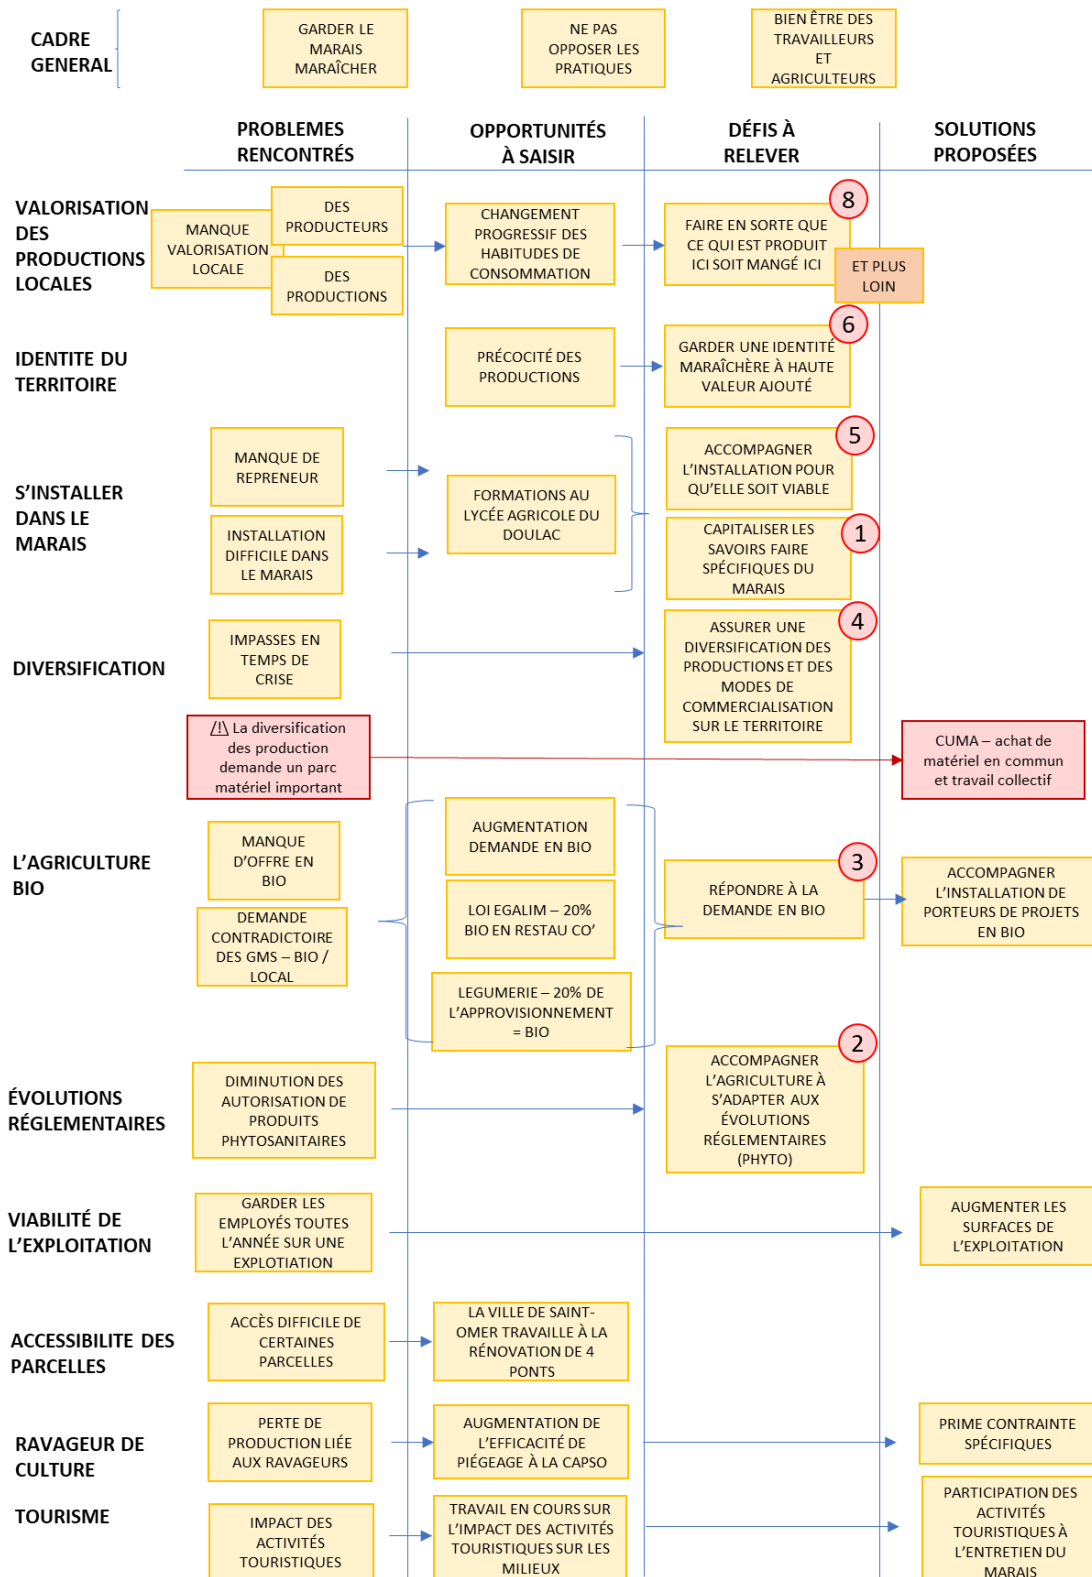 CADRE
GENERAL
GARDER LE
MARAIS
MARAÎCHER
NE PAS
OPPOSER LES
PRATIQUES
BIEN ÊTRE DES
TRAVAILLEURS
ET
AGRICULTEURS
PROBLEMES
RENCONTRÉS
OPPORTUNITÉS
À SAISIR
DÉFIS À
RELEVER
SOLUTIONS
PROPOSÉES
VALORISATION
DES
PRODUCTIONS
LOCALES
MANQUE
VALORISATION
LOCALE
DES
PRODUCTEURS
DES
PRODUCTIONS
CHANGEMENT
PROGRESSIF DES
HABITUDES DE
CONSOMMATION
8
FAIRE EN SORTE QUE
CE QUI EST PRODUIT
ICI SOIT MANGÉ ICI
ET PLUS
LOIN
IDENTITE DU
TERRITOIRE
PRÉCOCITÉ DES
PRODUCTIONS
6
GARDER UNE IDENTITÉ
MARAÎCHÈRE À HAUTE
VALEUR AJOUTÉ
S’INSTALLER
DANS LE
MARAIS
MANQUE DE
REPRENEUR
INSTALLATION
DIFFICILE DANS
LE MARAIS
FORMATIONS AU
LYCÉE AGRICOLE DU
DOULAC
5
ACCOMPAGNER
L’INSTALLATION POUR
QU’ELLE SOIT VIABLE
1
CAPITALISER LES
SAVOIRS FAIRE
SPÉCIFIQUES DU
MARAIS
DIVERSIFICATION
IMPASSES EN
TEMPS DE
CRISE
4
ASSURER UNE
DIVERSIFICATION DES
PRODUCTIONS ET DES
MODES DE
COMMERCIALISATION
SUR LE TERRITOIRE
/!\ La diversification
des production
demande un parc
matériel important
CUMA – achat de
matériel en commun
et travail collectif
L’AGRICULTURE
BIO
MANQUE
D’OFFRE EN
BIO
DEMANDE
CONTRADICTOIRE
DES GMS – BIO /
LOCAL
AUGMENTATION
DEMANDE EN BIO
LOI EGALIM – 20%
BIO EN RESTAU CO’
LEGUMERIE – 20% DE
L’APPROVISIONNEMENT
= BIO
3
RÉPONDRE À LA
DEMANDE EN BIO
ACCOMPAGNER
L’INSTALLATION DE
PORTEURS DE PROJETS
EN BIO
ÉVOLUTIONS
RÉGLEMENTAIRES
DIMINUTION DES
AUTORISATION DE
PRODUITS
PHYTOSANITAIRES
2
ACCOMPAGNER
L’AGRICULTURE À
S’ADAPTER AUX
ÉVOLUTIONS
RÉGLEMENTAIRES
(PHYTO)
VIABILITÉ DE
L’EXPLOITATION
GARDER LES
EMPLOYÉS TOUTES
L’ANNÉE SUR UNE
EXPLOTIATION
AUGMENTER LES
SURFACES DE
L’EXPLOITATION
ACCESSIBILITE DES
PARCELLES
ACCÈS DIFFICILE DE
CERTAINES
PARCELLES
LA VILLE DE SAINT-
OMER TRAVAILLE À LA
RÉNOVATION DE 4
PONTS
RAVAGEUR DE
CULTURE
PERTE DE
PRODUCTION LIÉE
AUX RAVAGEURS
AUGMENTATION DE
L’EFFICACITÉ DE
PIÉGEAGE À LA CAPSO
PRIME CONTRAINTE
SPÉCIFIQUES
TOURISME
IMPACT DES
ACTIVITÉS
TOURISTIQUES
TRAVAIL EN COURS SUR
L’IMPACT DES ACTIVITÉS
TOURISTIQUES SUR LES
MILIEUX
PARTICIPATION DES
ACTIVITÉS
TOURISTIQUES À
L’ENTRETIEN DU
MARAIS